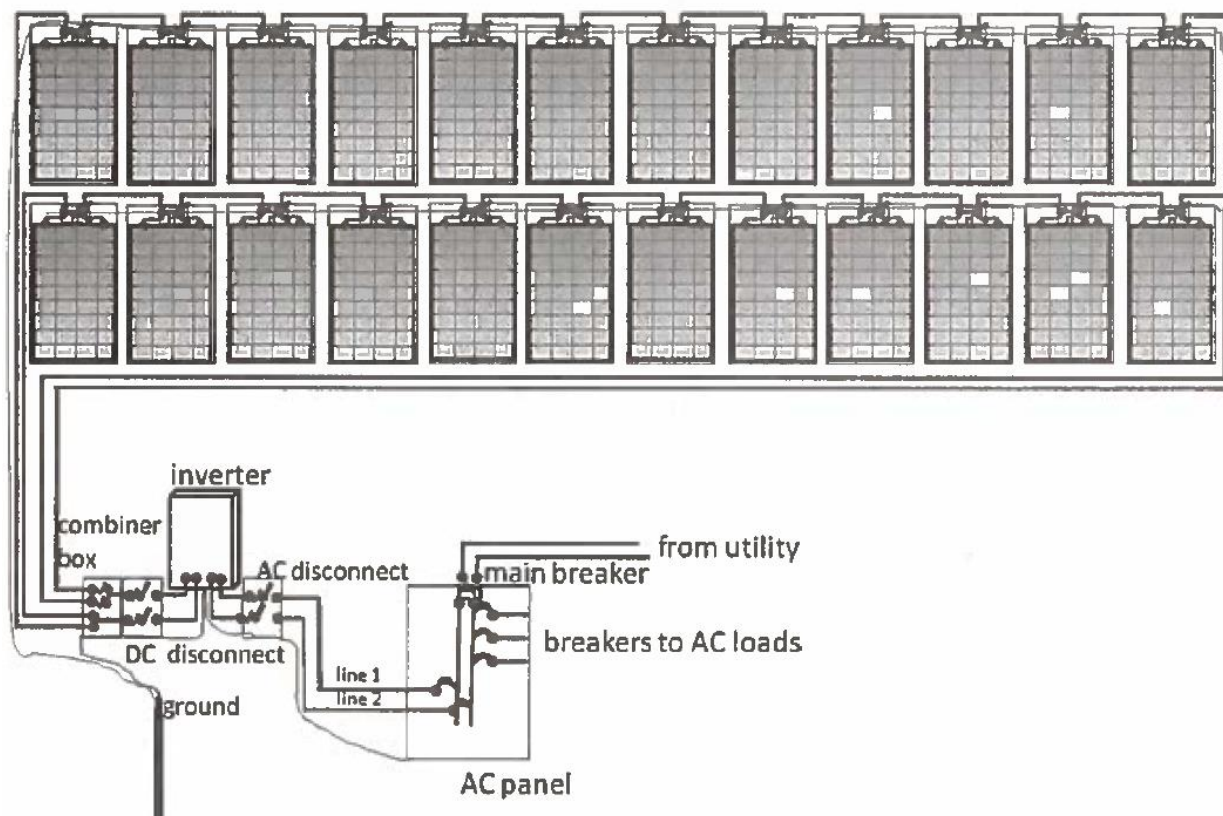 inverter
combiner
box
AC disconnect
from utility
main breaker
DC disconnect
breakers to AC loads
line 1
line 2
ground
AC panel